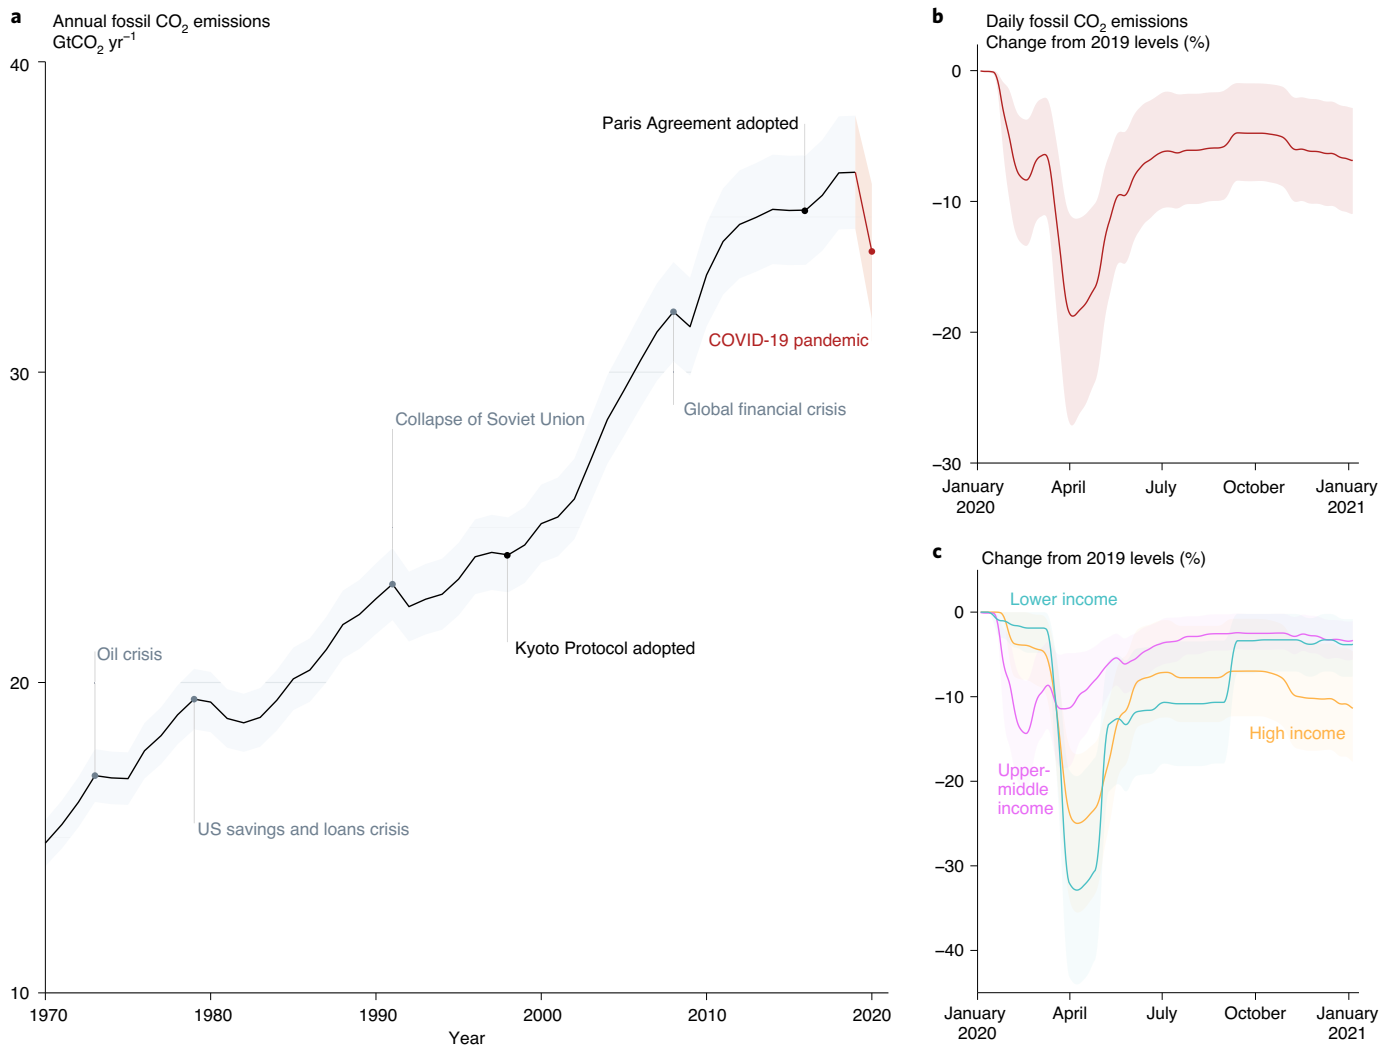 a
Annual fossil CO₂ emissions
GtCO₂ yr⁻¹
40
30
20
10
1970
1980
1990
2000
2010
2020
Year
Oil crisis
US savings and loans crisis
Collapse of Soviet Union
Kyoto Protocol adopted
Global financial crisis
Paris Agreement adopted
COVID-19 pandemic
b
Daily fossil CO₂ emissions
Change from 2019 levels (%)
0
–10
–20
–30
January
2020
April
July
October
January
2021
c
Change from 2019 levels (%)
0
–10
–20
–30
–40
Lower income
Upper-
middle
income
High income
January
2020
April
July
October
January
2021